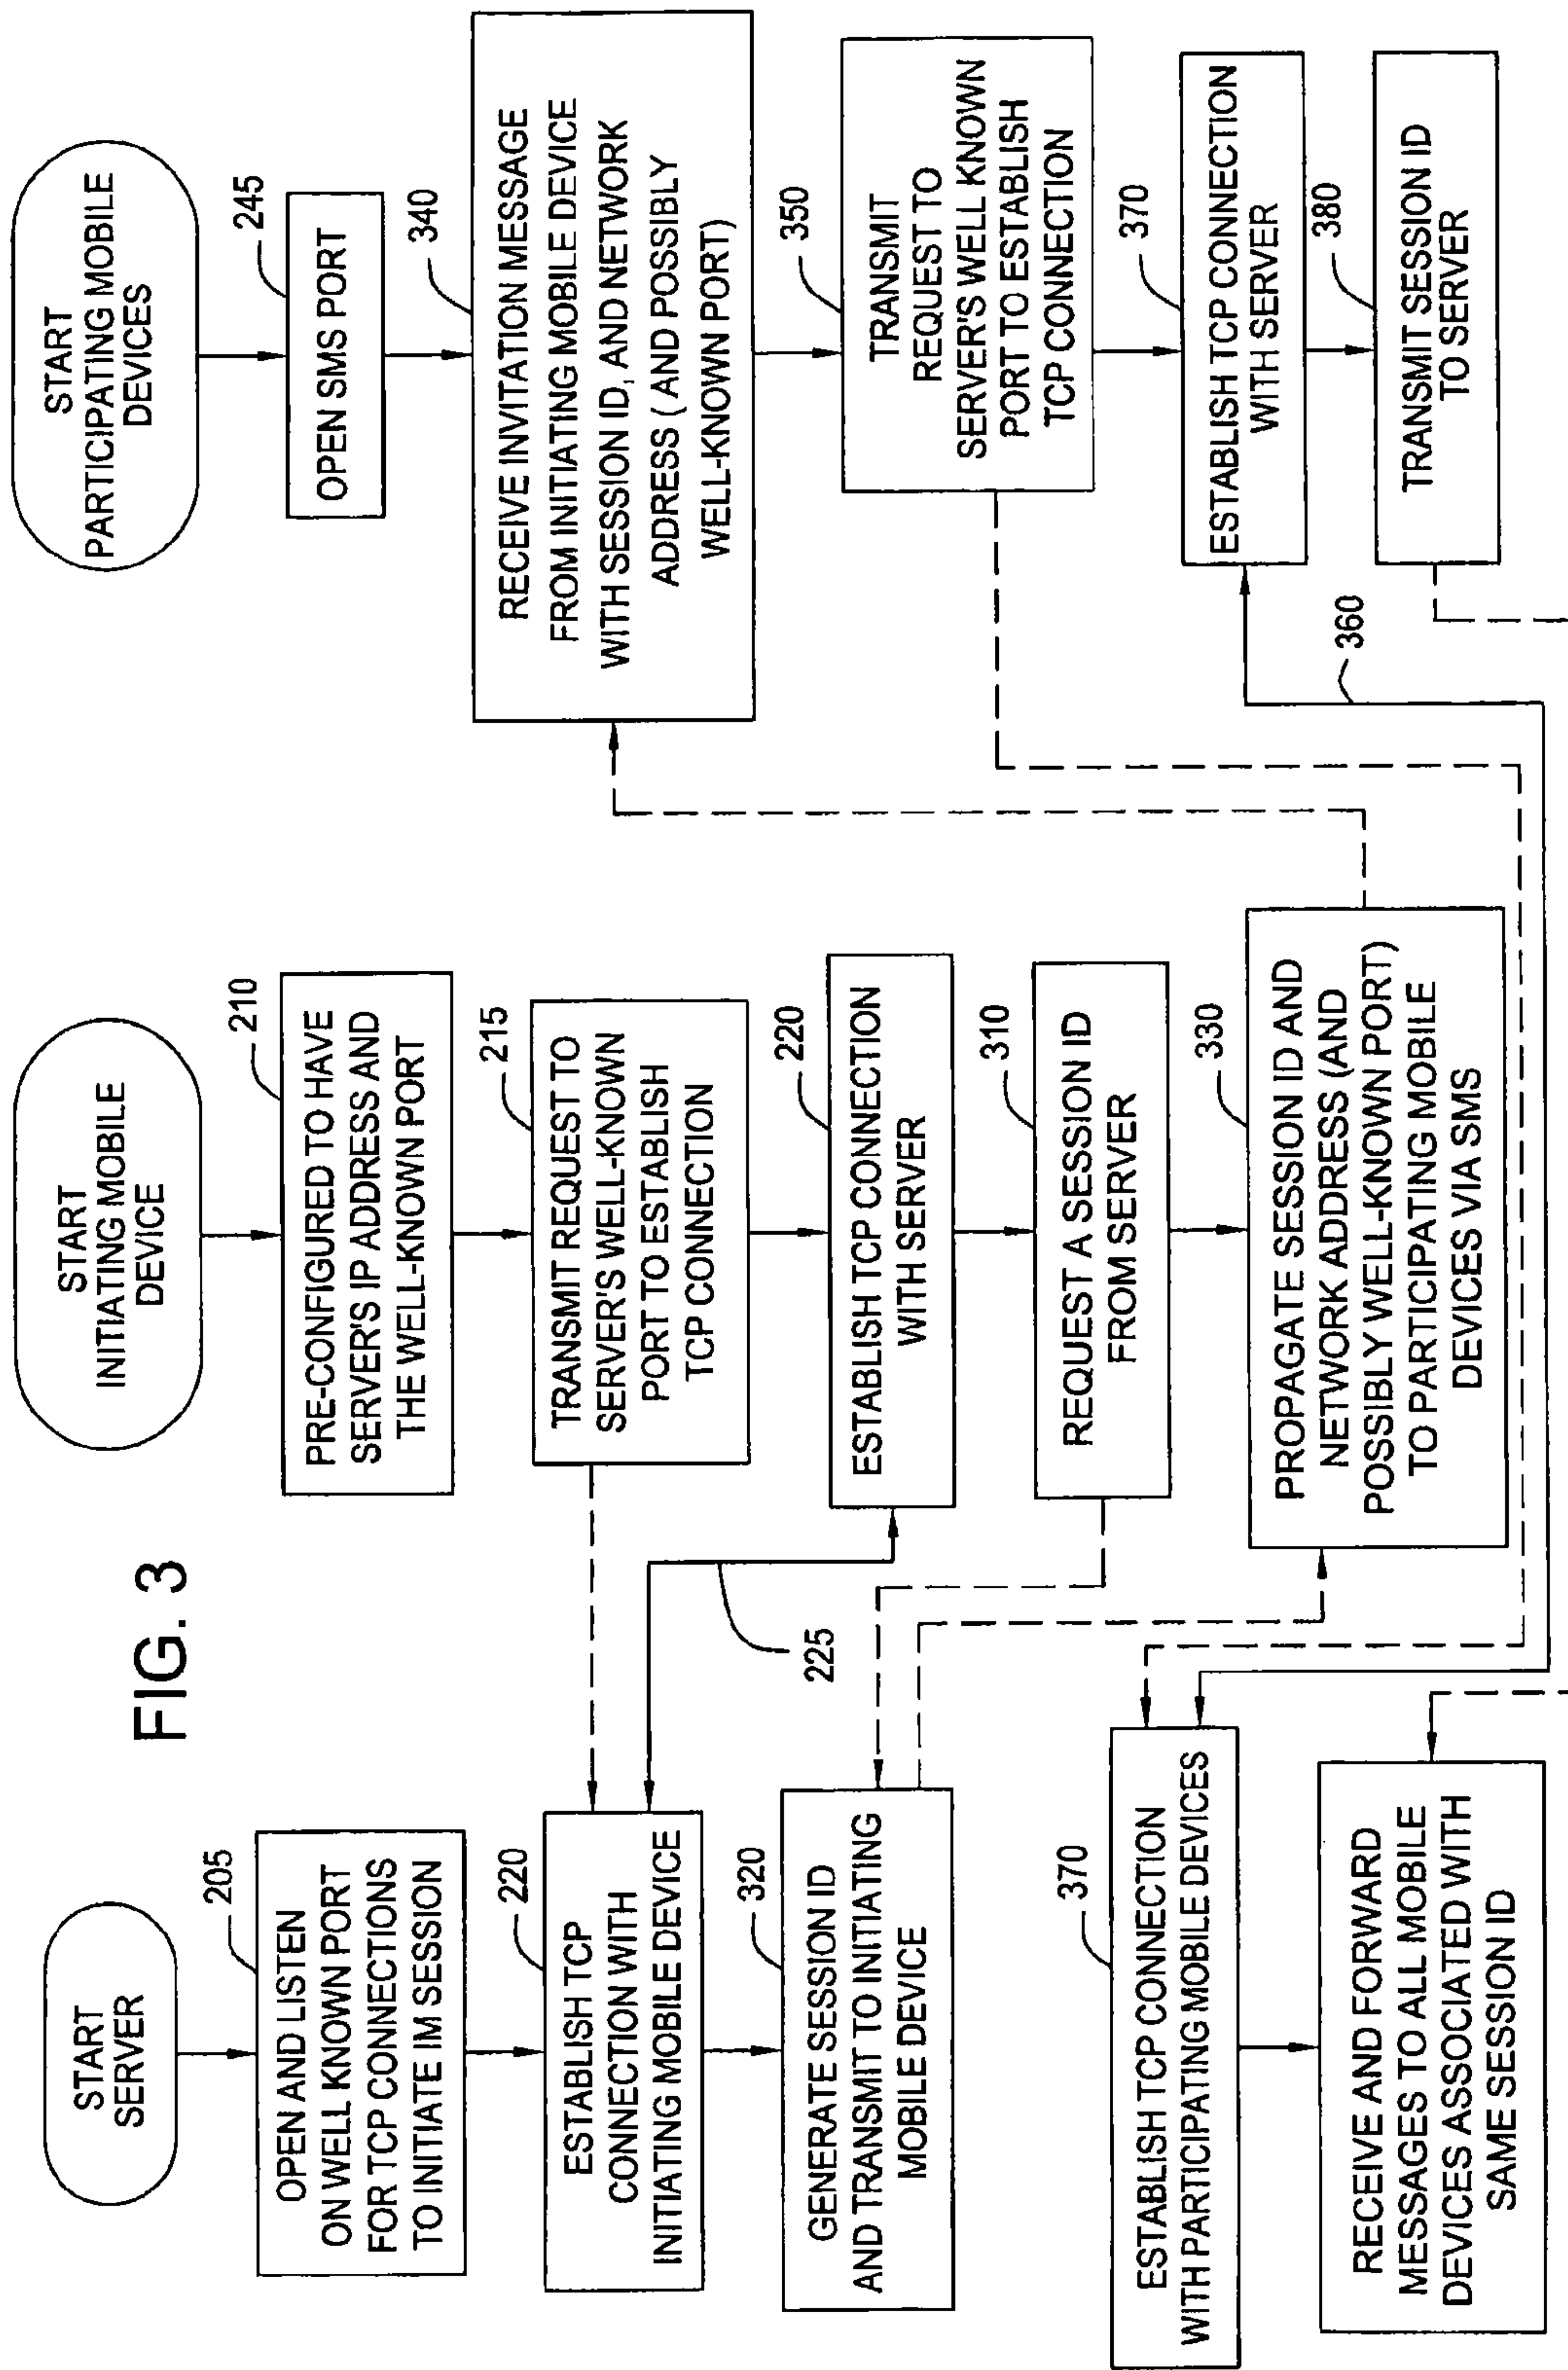 FIG. 3
START
SERVER
205
OPEN AND LISTEN
ON WELL KNOWN PORT
FOR TCP CONNECTIONS
TO INITIATE IM SESSION
220
ESTABLISH TCP
CONNECTION WITH
INITIATING MOBILE DEVICE
320
GENERATE SESSION ID
AND TRANSMIT TO INITIATING
MOBILE DEVICE
370
ESTABLISH TCP CONNECTION
WITH PARTICIPATING MOBILE DEVICES
RECEIVE AND FORWARD
MESSAGES TO ALL MOBILE
DEVICES ASSOCIATED WITH
SAME SESSION ID
START
INITIATING MOBILE
DEVICE
210
PRE-CONFIGURED TO HAVE
SERVER'S IP ADDRESS AND
THE WELL-KNOWN PORT
215
TRANSMIT REQUEST TO
SERVER'S WELL-KNOWN
PORT TO ESTABLISH
TCP CONNECTION
220
ESTABLISH TCP CONNECTION
WITH SERVER
225
310
REQUEST A SESSION ID
FROM SERVER
330
PROPAGATE SESSION ID AND
NETWORK ADDRESS (AND
POSSIBLY WELL-KNOWN PORT)
TO PARTICIPATING MOBILE
DEVICES VIA SMS
START
PARTICIPATING MOBILE
DEVICES
245
OPEN SMS PORT
340
RECEIVE INVITATION MESSAGE
FROM INITIATING MOBILE DEVICE
WITH SESSION ID, AND NETWORK
ADDRESS ( AND POSSIBLY
WELL-KNOWN PORT)
350
TRANSMIT
REQUEST TO
SERVER'S WELL KNOWN
PORT TO ESTABLISH
TCP CONNECTION
370
ESTABLISH TCP CONNECTION
WITH SERVER
360
380
TRANSMIT SESSION ID
TO SERVER